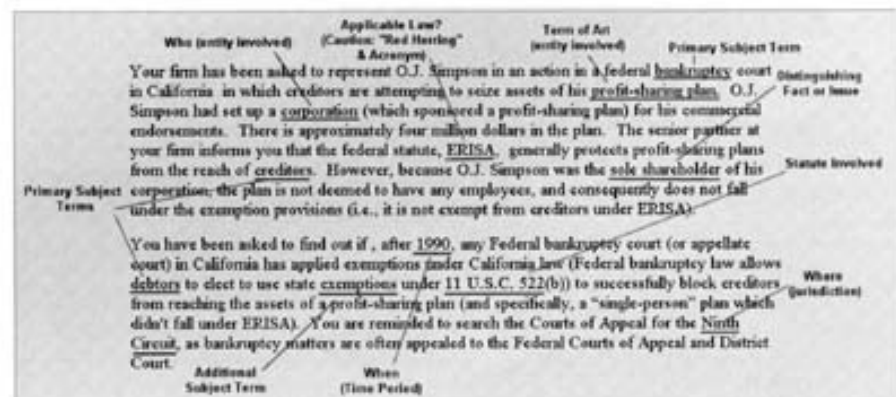 Applicable Law?
Who (entity involved) (Caution: "Red Herring" & Acronym) Term of Art (entity involved) Primary Subject Term
Your firm has been asked to represent O.J. Simpson in an action in a federal bankruptcy court
in California in which creditors are attempting to seize assets of his profit-sharing plan. O.J.
Distinguishing Fact or Issue
Simpson had set up a corporation (which sponsored a profit-sharing plan) for his commercial
endorsements. There is approximately four million dollars in the plan. The senior partner at
your firm informs you that the federal statute, ERISA, generally protects profit-sharing plans
from the reach of creditors. However, because O.J. Simpson was the sole shareholder of his
Statute Involved
Primary Subject Terms
corporation, the plan is not deemed to have any employees, and consequently does not fall
under the exemption provisions (i.e., it is not exempt from creditors under ERISA).
You have been asked to find out if , after 1990, any Federal bankruptcy court (or appellate
court) in California has applied exemptions under California law (Federal bankruptcy law allows
debtors to elect to use state exemptions under 11 U.S.C. 522(b)) to successfully block creditors
Where (jurisdiction)
from reaching the assets of a profit-sharing plan (and specifically, a “single-person” plan which
didn't fall under ERISA). You are reminded to search the Courts of Appeal for the Ninth
Circuit, as bankruptcy matters are often appealed to the Federal Courts of Appeal and District
Court.
Additional Subject Term
When (Time Period)